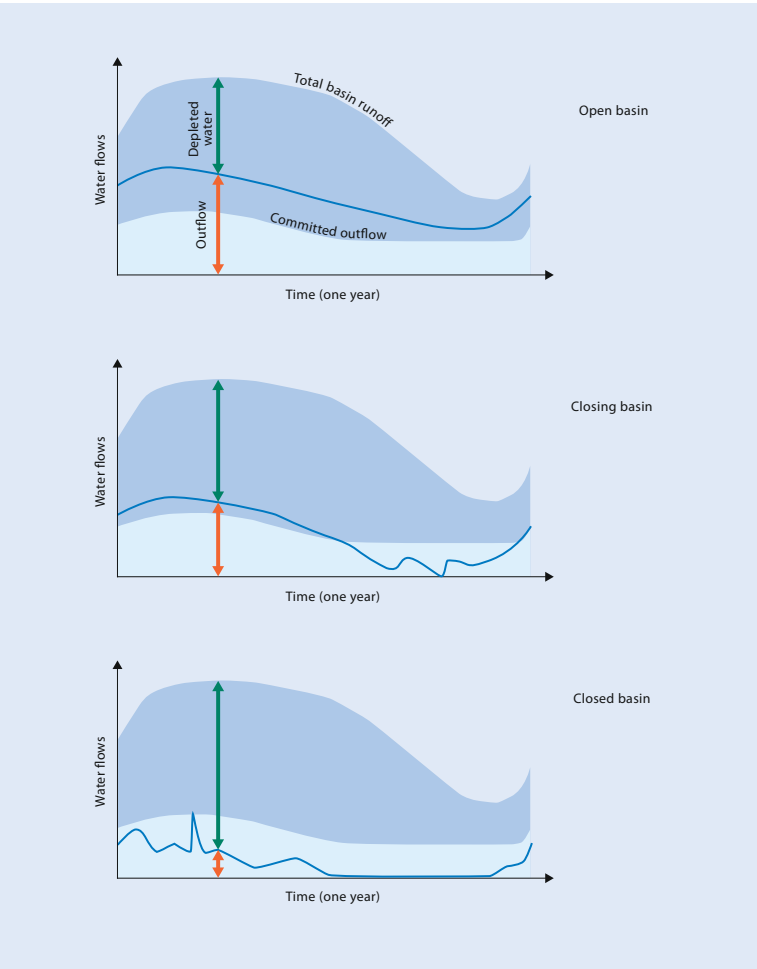 Total basin runoff
Open basin
Depleted
water
Water flows
Outflow
Committed outflow
Time (one year)
Closing basin
Water flows
Time (one year)
Closed basin
Water flows
Time (one year)